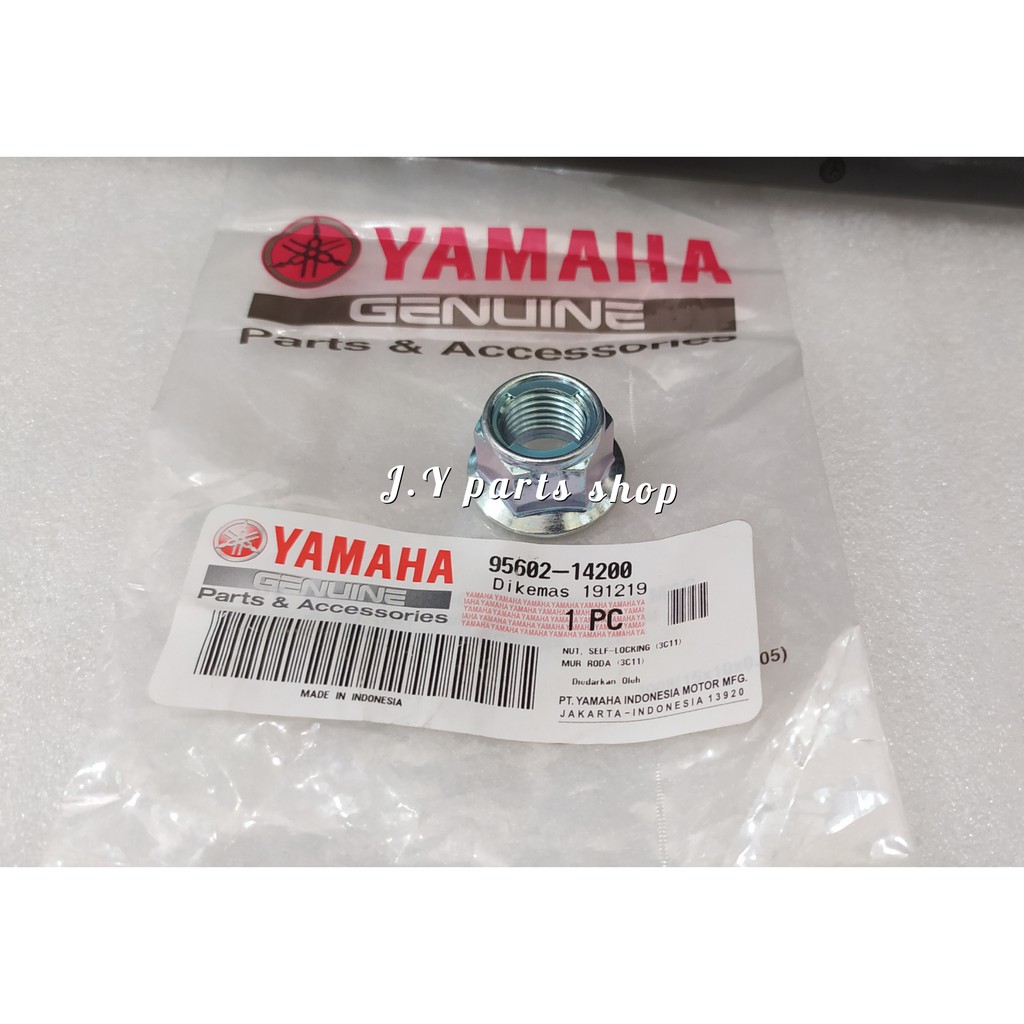 YAMAHA
GENUINE
Parts & Accessories
J.Y parts shop
YAMAHA
GENUINE
Parts & Accessories
MADE IN INDONESIA
95602-14200
Dikemas 191219
1 PC
NUT, SELF-LOCKING (3C11)
MUR RODA (3C11)
Diedarkan Oleh
PT. YAMAHA INDONESIA MOTOR MFG.
JAKARTA-INDONESIA 13920
05)